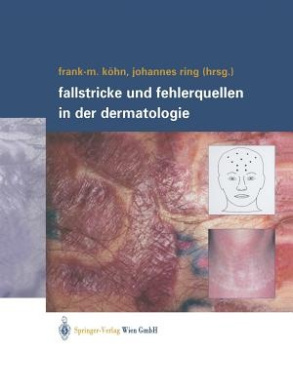 frank-m. köhn, johannes ring (hrsg.)
fallstricke und fehlerquellen
in der dermatologie
Springer-Verlag Wien GmbH